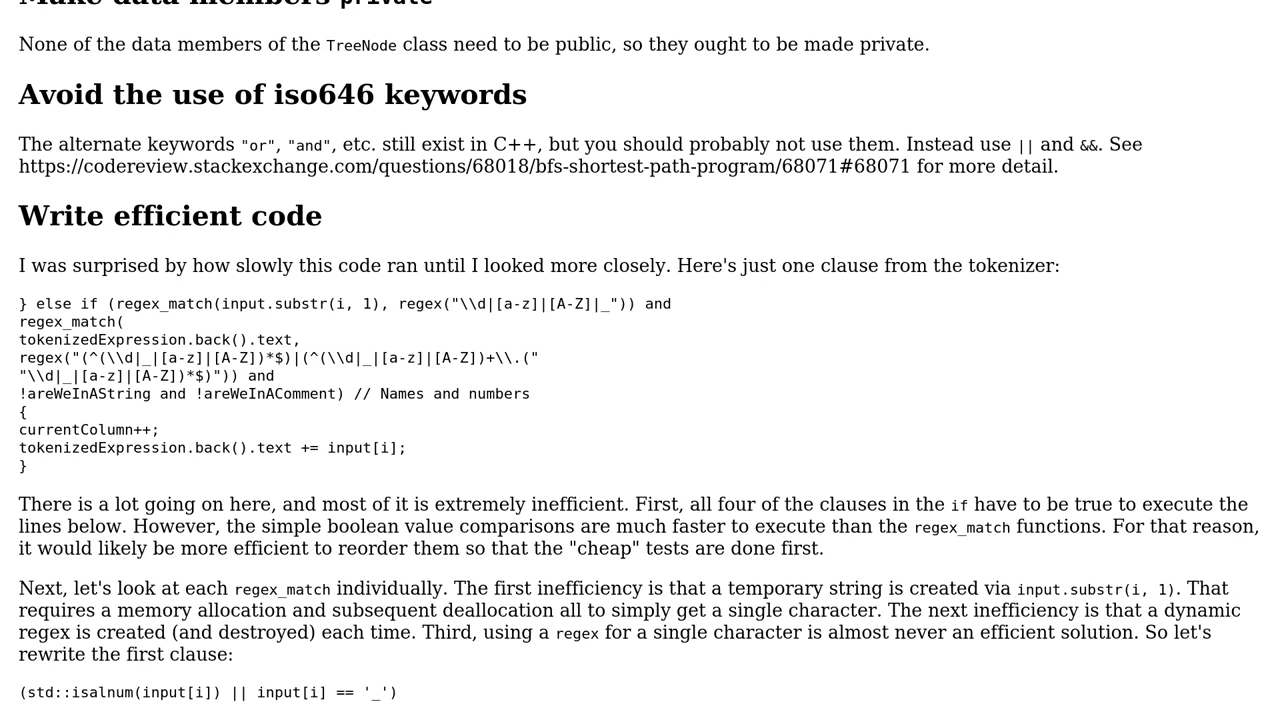 Make data members private
None of the data members of the TreeNode class need to be public, so they ought to be made private.
Avoid the use of iso646 keywords
The alternate keywords "or", "and", etc. still exist in C++, but you should probably not use them. Instead use || and &&. See
https://codereview.stackexchange.com/questions/68018/bfs-shortest-path-program/68071#68071 for more detail.
Write efficient code
I was surprised by how slowly this code ran until I looked more closely. Here's just one clause from the tokenizer:
} else if (regex_match(input.substr(i, 1), regex("\\d|[a-z]|[A-Z]|_")) and
regex_match(
tokenizedExpression.back().text,
regex("(^(\\d|_|[a-z]|[A-Z])*$)|(^(\\d|_|[a-z]|[A-Z])+\\.("
"\\d|_|[a-z]|[A-Z])*$)")) and
!areWeInAString and !areWeInAComment) // Names and numbers
{
currentColumn++;
tokenizedExpression.back().text += input[i];
}
There is a lot going on here, and most of it is extremely inefficient. First, all four of the clauses in the if have to be true to execute the
lines below. However, the simple boolean value comparisons are much faster to execute than the regex_match functions. For that reason,
it would likely be more efficient to reorder them so that the "cheap" tests are done first.
Next, let's look at each regex_match individually. The first inefficiency is that a temporary string is created via input.substr(i, 1). That
requires a memory allocation and subsequent deallocation all to simply get a single character. The next inefficiency is that a dynamic
regex is created (and destroyed) each time. Third, using a regex for a single character is almost never an efficient solution. So let's
rewrite the first clause:
(std::isalnum(input[i]) || input[i] == '_')